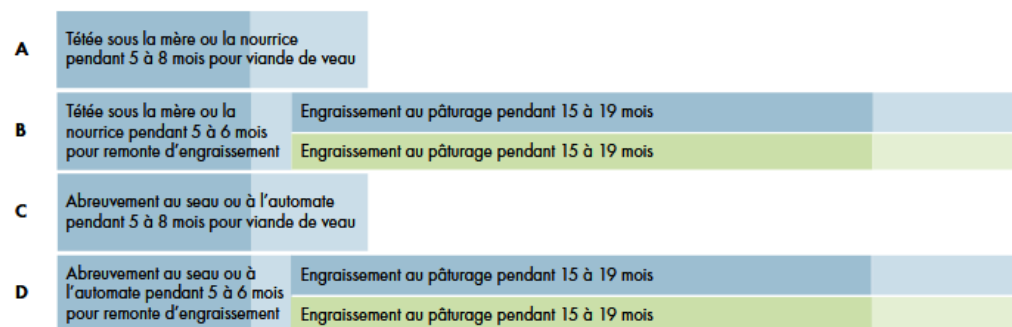 A
Tétée sous la mère ou la nourrice
pendant 5 à 8 mois pour viande de veau
B
Tétée sous la mère ou la
nourrice pendant 5 à 6 mois
pour remonte d'engraissement
Engraissement au pâturage pendant 15 à 19 mois
Engraissement au pâturage pendant 15 à 19 mois
C
Abreuvement au seau ou à l'automate
pendant 5 à 8 mois pour viande de veau
D
Abreuvement au seau ou à
l'automate pendant 5 à 6 mois
pour remonte d'engraissement
Engraissement au pâturage pendant 15 à 19 mois
Engraissement au pâturage pendant 15 à 19 mois